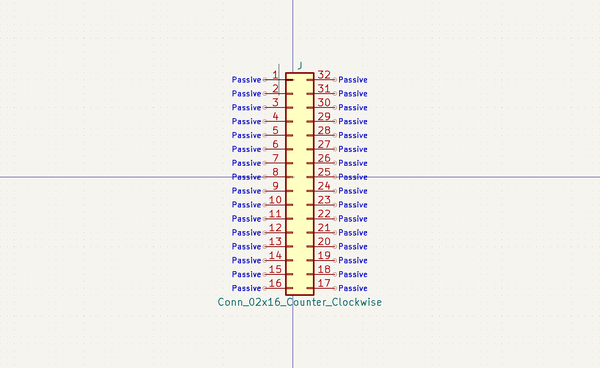 J
Passive 1 32 Passive
Passive 2 31 Passive
Passive 3 30 Passive
Passive 4 29 Passive
Passive 5 28 Passive
Passive 6 27 Passive
Passive 7 26 Passive
Passive 8 25 Passive
Passive 9 24 Passive
Passive 10 23 Passive
Passive 11 22 Passive
Passive 12 21 Passive
Passive 13 20 Passive
Passive 14 19 Passive
Passive 15 18 Passive
Passive 16 17 Passive
Conn_02x16_Counter_Clockwise